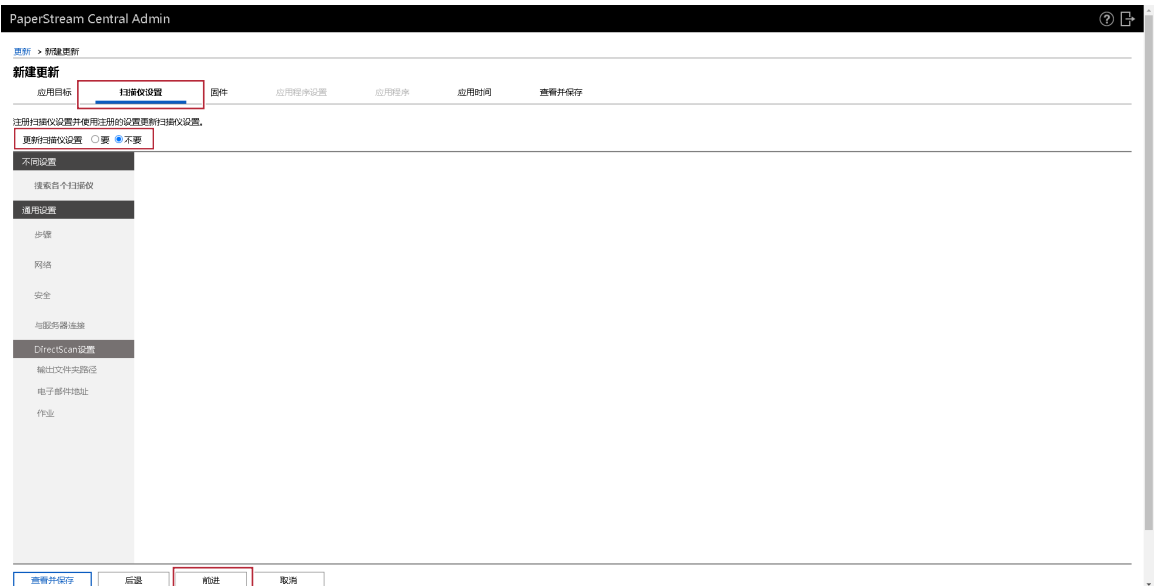 PaperStream Central Admin
更新 > 新建更新
新建更新
应用目标 扫描仪设置 固件 应用程序设置 应用程序 应用时间 查看并保存
注册扫描仪设置并使用注册的设置更新扫描仪设置。
更新扫描仪设置 要 不要
不同设置
搜索各个扫描仪
通用设置
步骤
网络
安全
与服务器连接
DirectScan设置
输出文件夹路径
电子邮件地址
作业
查看并保存 后退 前进 取消